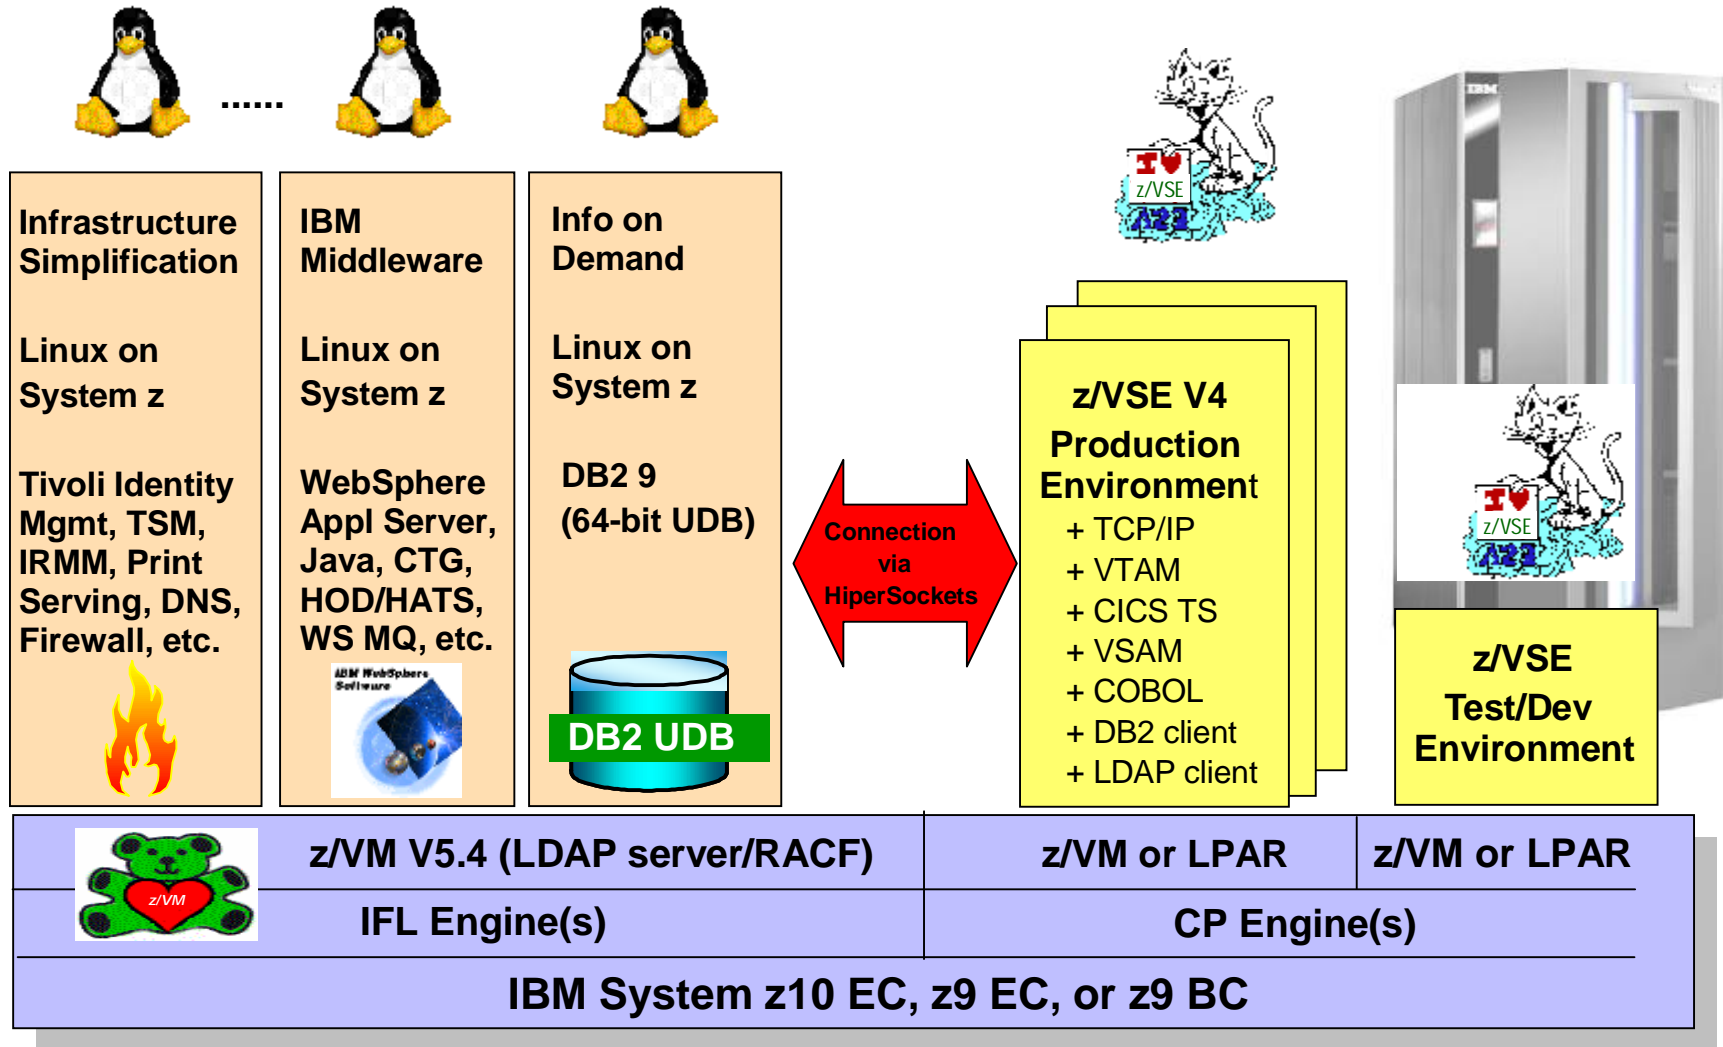 ......
Infrastructure
Simplification
Linux on
System z
Tivoli Identity
Mgmt, TSM,
IRMM, Print
Serving, DNS,
Firewall, etc.
IBM
Middleware
Linux on
System z
WebSphere
Appl Server,
Java, CTG,
HOD/HATS,
WS MQ, etc.
IBM WebSphere
Software
Info on
Demand
Linux on
System z
DB2 9
(64-bit UDB)
DB2 UDB
Connection
via
HiperSockets
I
z/VSE
z/VSE V4
Production
Environment
+ TCP/IP
+ VTAM
+ CICS TS
+ VSAM
+ COBOL
+ DB2 client
+ LDAP client
IBM
I
z/VSE
z/VSE
Test/Dev
Environment
z/VM V5.4 (LDAP server/RACF)
z/VM or LPAR
z/VM or LPAR
z/VM
IFL Engine(s)
CP Engine(s)
IBM System z10 EC, z9 EC, or z9 BC